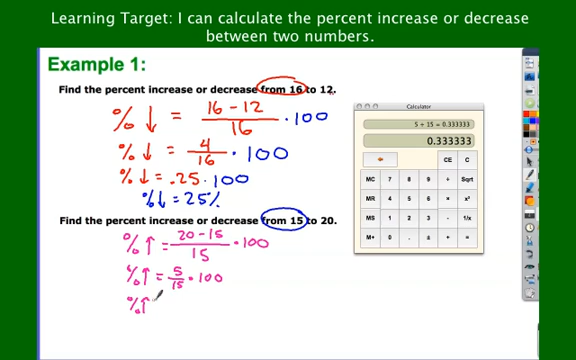 Learning Target: I can calculate the percent increase or decrease
between two numbers.
Example 1:
Find the percent increase or decrease from 16 to 12.
% ↓ = 16 - 12 / 16 · 100
% ↓ = 4 / 16 · 100
% ↓ = .25 · 100
% ↓ = 25%
Find the percent increase or decrease from 15 to 20.
% ↑ = 20 - 15 / 15 · 100
% ↑ = 5 / 15 · 100
% ↑
Calculator
5 ÷ 15 = 0.333333
0.333333
CE C
MC 7 8 9 ÷ Sqrt
MR 4 5 6 × x²
MS 1 2 3 - 1/x
M+ 0 . ± + =